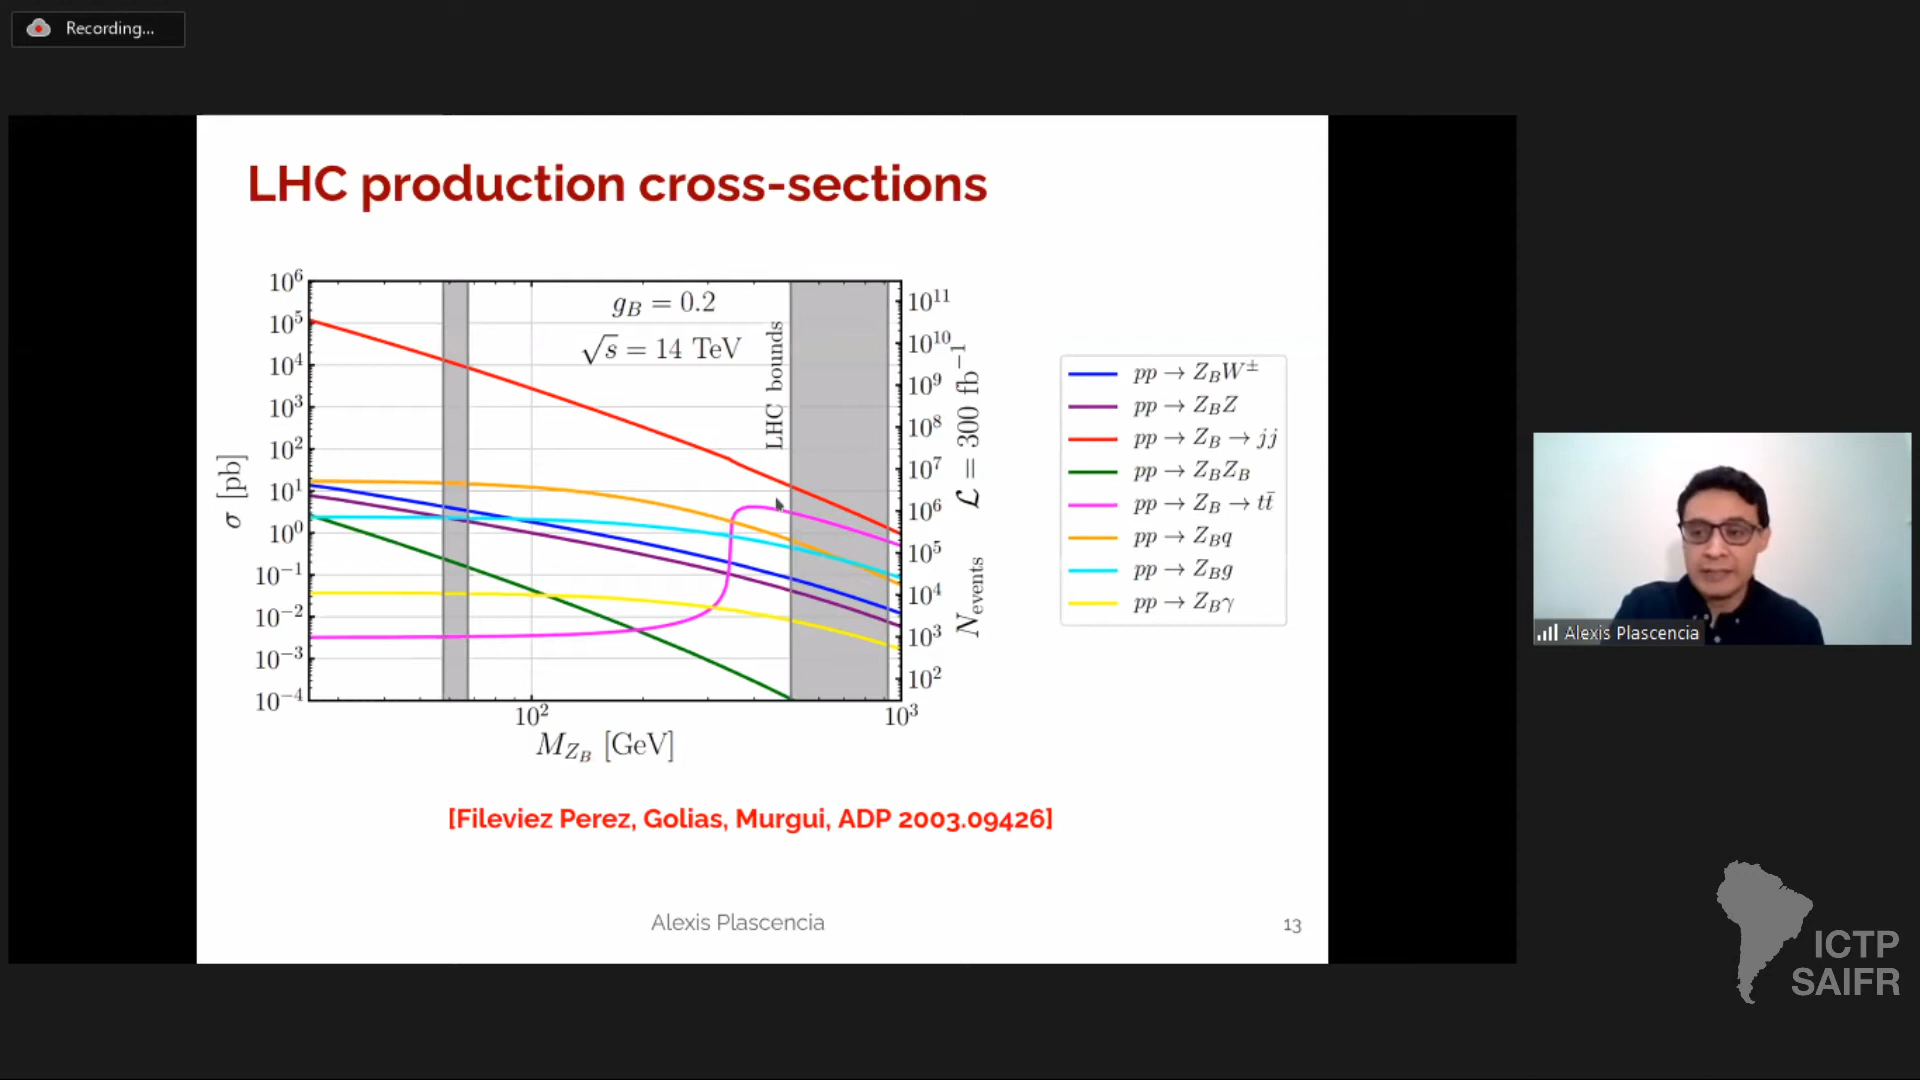 Recording...
LHC production cross-sections
10⁶
10⁵
10⁴
10³
10²
10¹
10⁰
10⁻¹
10⁻²
10⁻³
10⁻⁴
σ [pb]
g_B = 0.2
√s = 14 TeV
LHC bounds
10¹¹
10¹⁰
10⁹
10⁸
10⁷
10⁶
10⁵
10⁴
10³
10²
N_events ℒ = 300 fb⁻¹
10² 10³
M_{Z_B} [GeV]
pp → Z_B W^±
pp → Z_B Z
pp → Z_B → jj
pp → Z_B Z_B
pp → Z_B → tt̄
pp → Z_B q
pp → Z_B g
pp → Z_B γ
[Fileviez Perez, Golias, Murgui, ADP 2003.09426]
Alexis Plascencia 13
Alexis Plascencia
ICTP
SAIFR